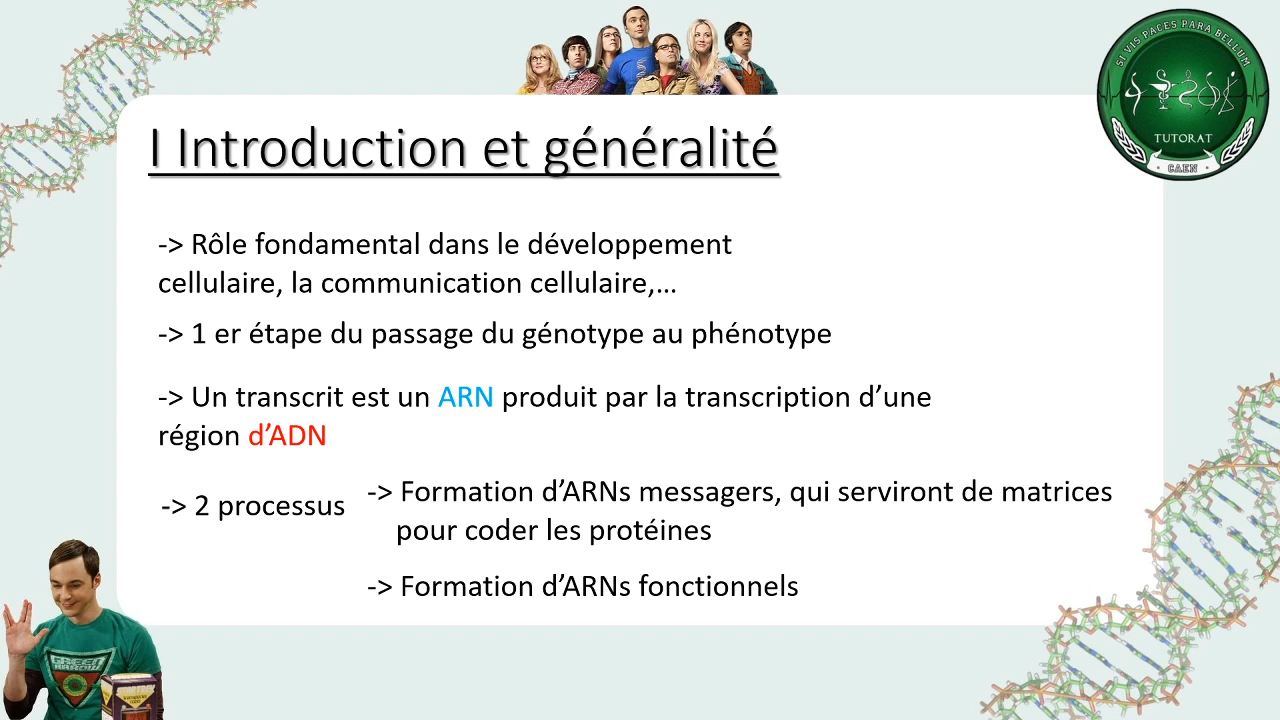 SI VIS PACES PARA BELLUM
TUTORAT
CAEN
I Introduction et généralité
-> Rôle fondamental dans le développement
cellulaire, la communication cellulaire,...
-> 1 er étape du passage du génotype au phénotype
-> Un transcrit est un ARN produit par la transcription d’une
région d’ADN
-> 2 processus
-> Formation d’ARNs messagers, qui serviront de matrices
pour coder les protéines
-> Formation d’ARNs fonctionnels
GREEN
ARROW